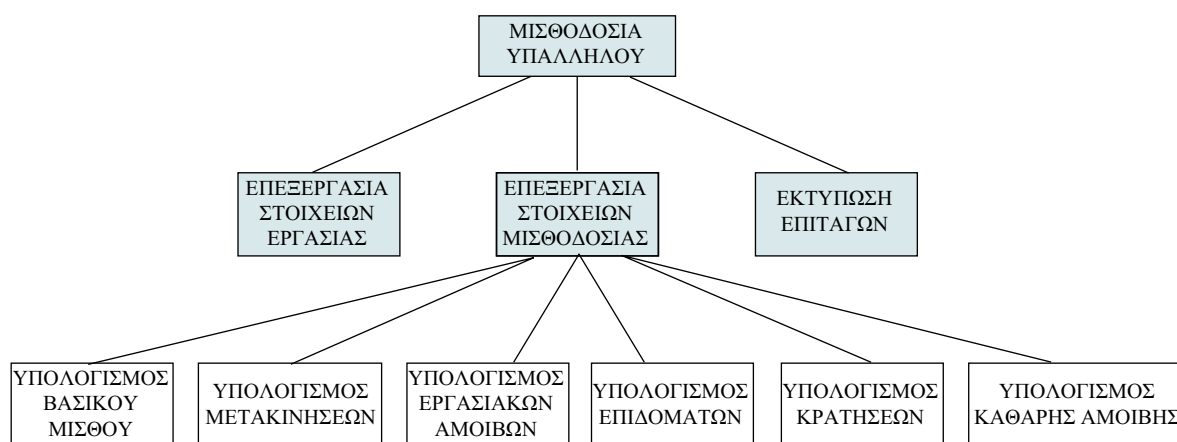 ΜΙΣΘΟΔΟΣΙΑ
ΥΠΑΛΛΗΛΟΥ
ΕΠΕΞΕΡΓΑΣΙΑ
ΣΤΟΙΧΕΙΩΝ
ΕΡΓΑΣΙΑΣ
ΕΠΕΞΕΡΓΑΣΙΑ
ΣΤΟΙΧΕΙΩΝ
ΜΙΣΘΟΔΟΣΙΑΣ
ΕΚΤΥΠΩΣΗ
ΕΠΙΤΑΓΩΝ
ΥΠΟΛΟΓΙΣΜΟΣ
ΒΑΣΙΚΟΥ
ΜΙΣΘΟΥ
ΥΠΟΛΟΓΙΣΜΟΣ
ΜΕΤΑΚΙΝΗΣΕΩΝ
ΥΠΟΛΟΓΙΣΜΟΣ
ΕΡΓΑΣΙΑΚΩΝ
ΑΜΟΙΒΩΝ
ΥΠΟΛΟΓΙΣΜΟΣ
ΕΠΙΔΟΜΑΤΩΝ
ΥΠΟΛΟΓΙΣΜΟΣ
ΚΡΑΤΗΣΕΩΝ
ΥΠΟΛΟΓΙΣΜΟΣ
ΚΑΘΑΡΗΣ ΑΜΟΙΒΗΣ